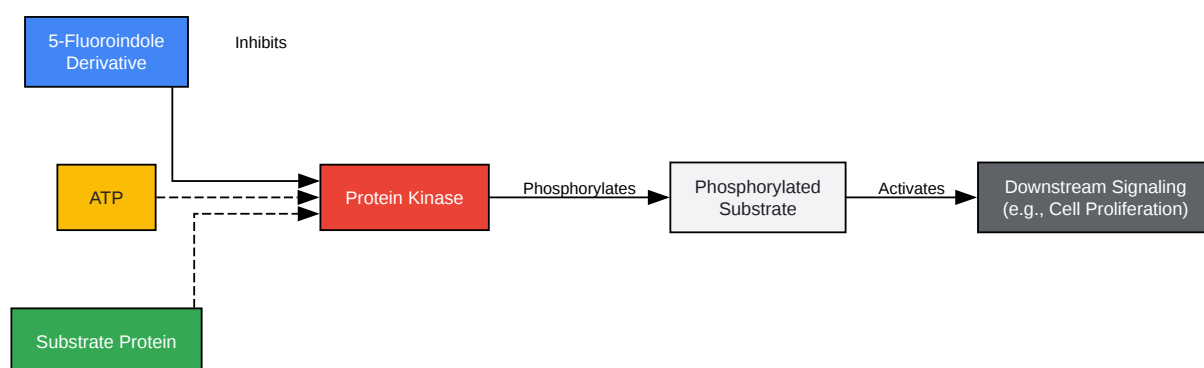 5-Fluoroindole
Derivative
Inhibits
ATP
Protein Kinase
Phosphorylates
Phosphorylated
Substrate
Activates
Downstream Signaling
(e.g., Cell Proliferation)
Substrate Protein